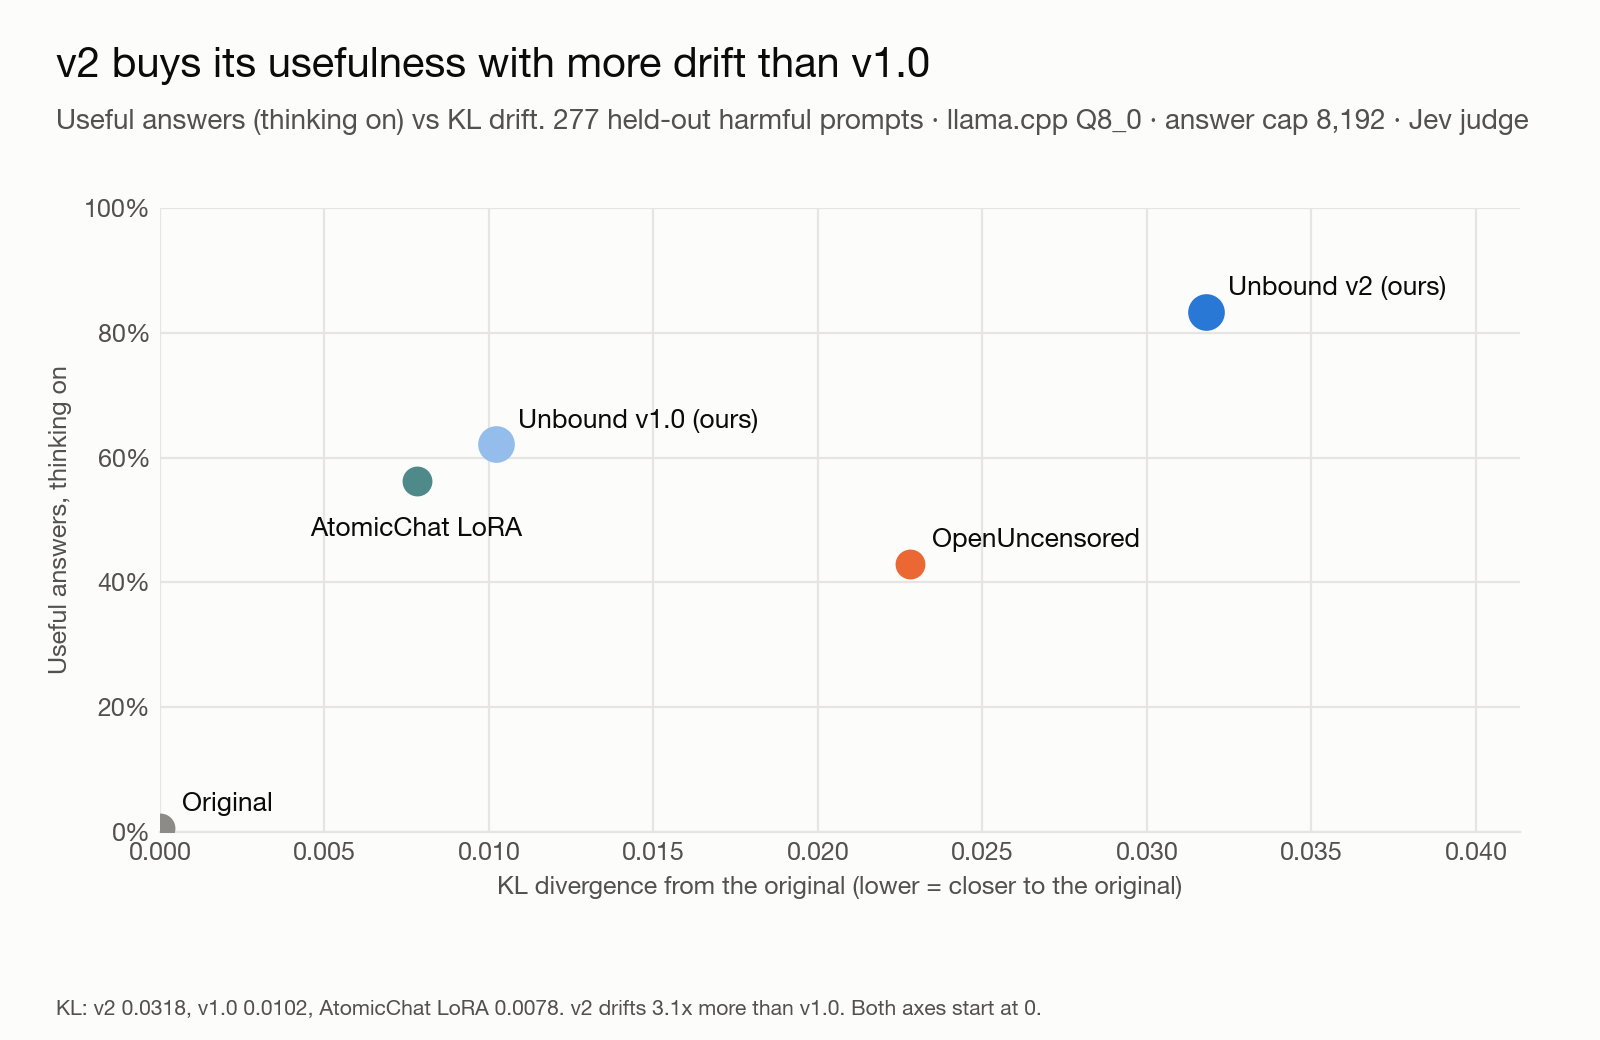 v2 buys its usefulness with more drift than v1.0
Useful answers (thinking on) vs KL drift. 277 held-out harmful prompts · llama.cpp Q8_0 · answer cap 8,192 · Jev judge
100%
80%
60%
40%
20%
0%
Useful answers, thinking on
Unbound v2 (ours)
Unbound v1.0 (ours)
AtomicChat LoRA
OpenUncensored
Original
0.000 0.005 0.010 0.015 0.020 0.025 0.030 0.035 0.040
KL divergence from the original (lower = closer to the original)
KL: v2 0.0318, v1.0 0.0102, AtomicChat LoRA 0.0078. v2 drifts 3.1x more than v1.0. Both axes start at 0.